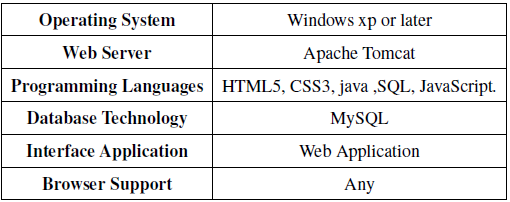 Operating System Windows xp or later
Web Server Apache Tomcat
Programming Languages HTML5, CSS3, java ,SQL, JavaScript.
Database Technology MySQL
Interface Application Web Application
Browser Support Any